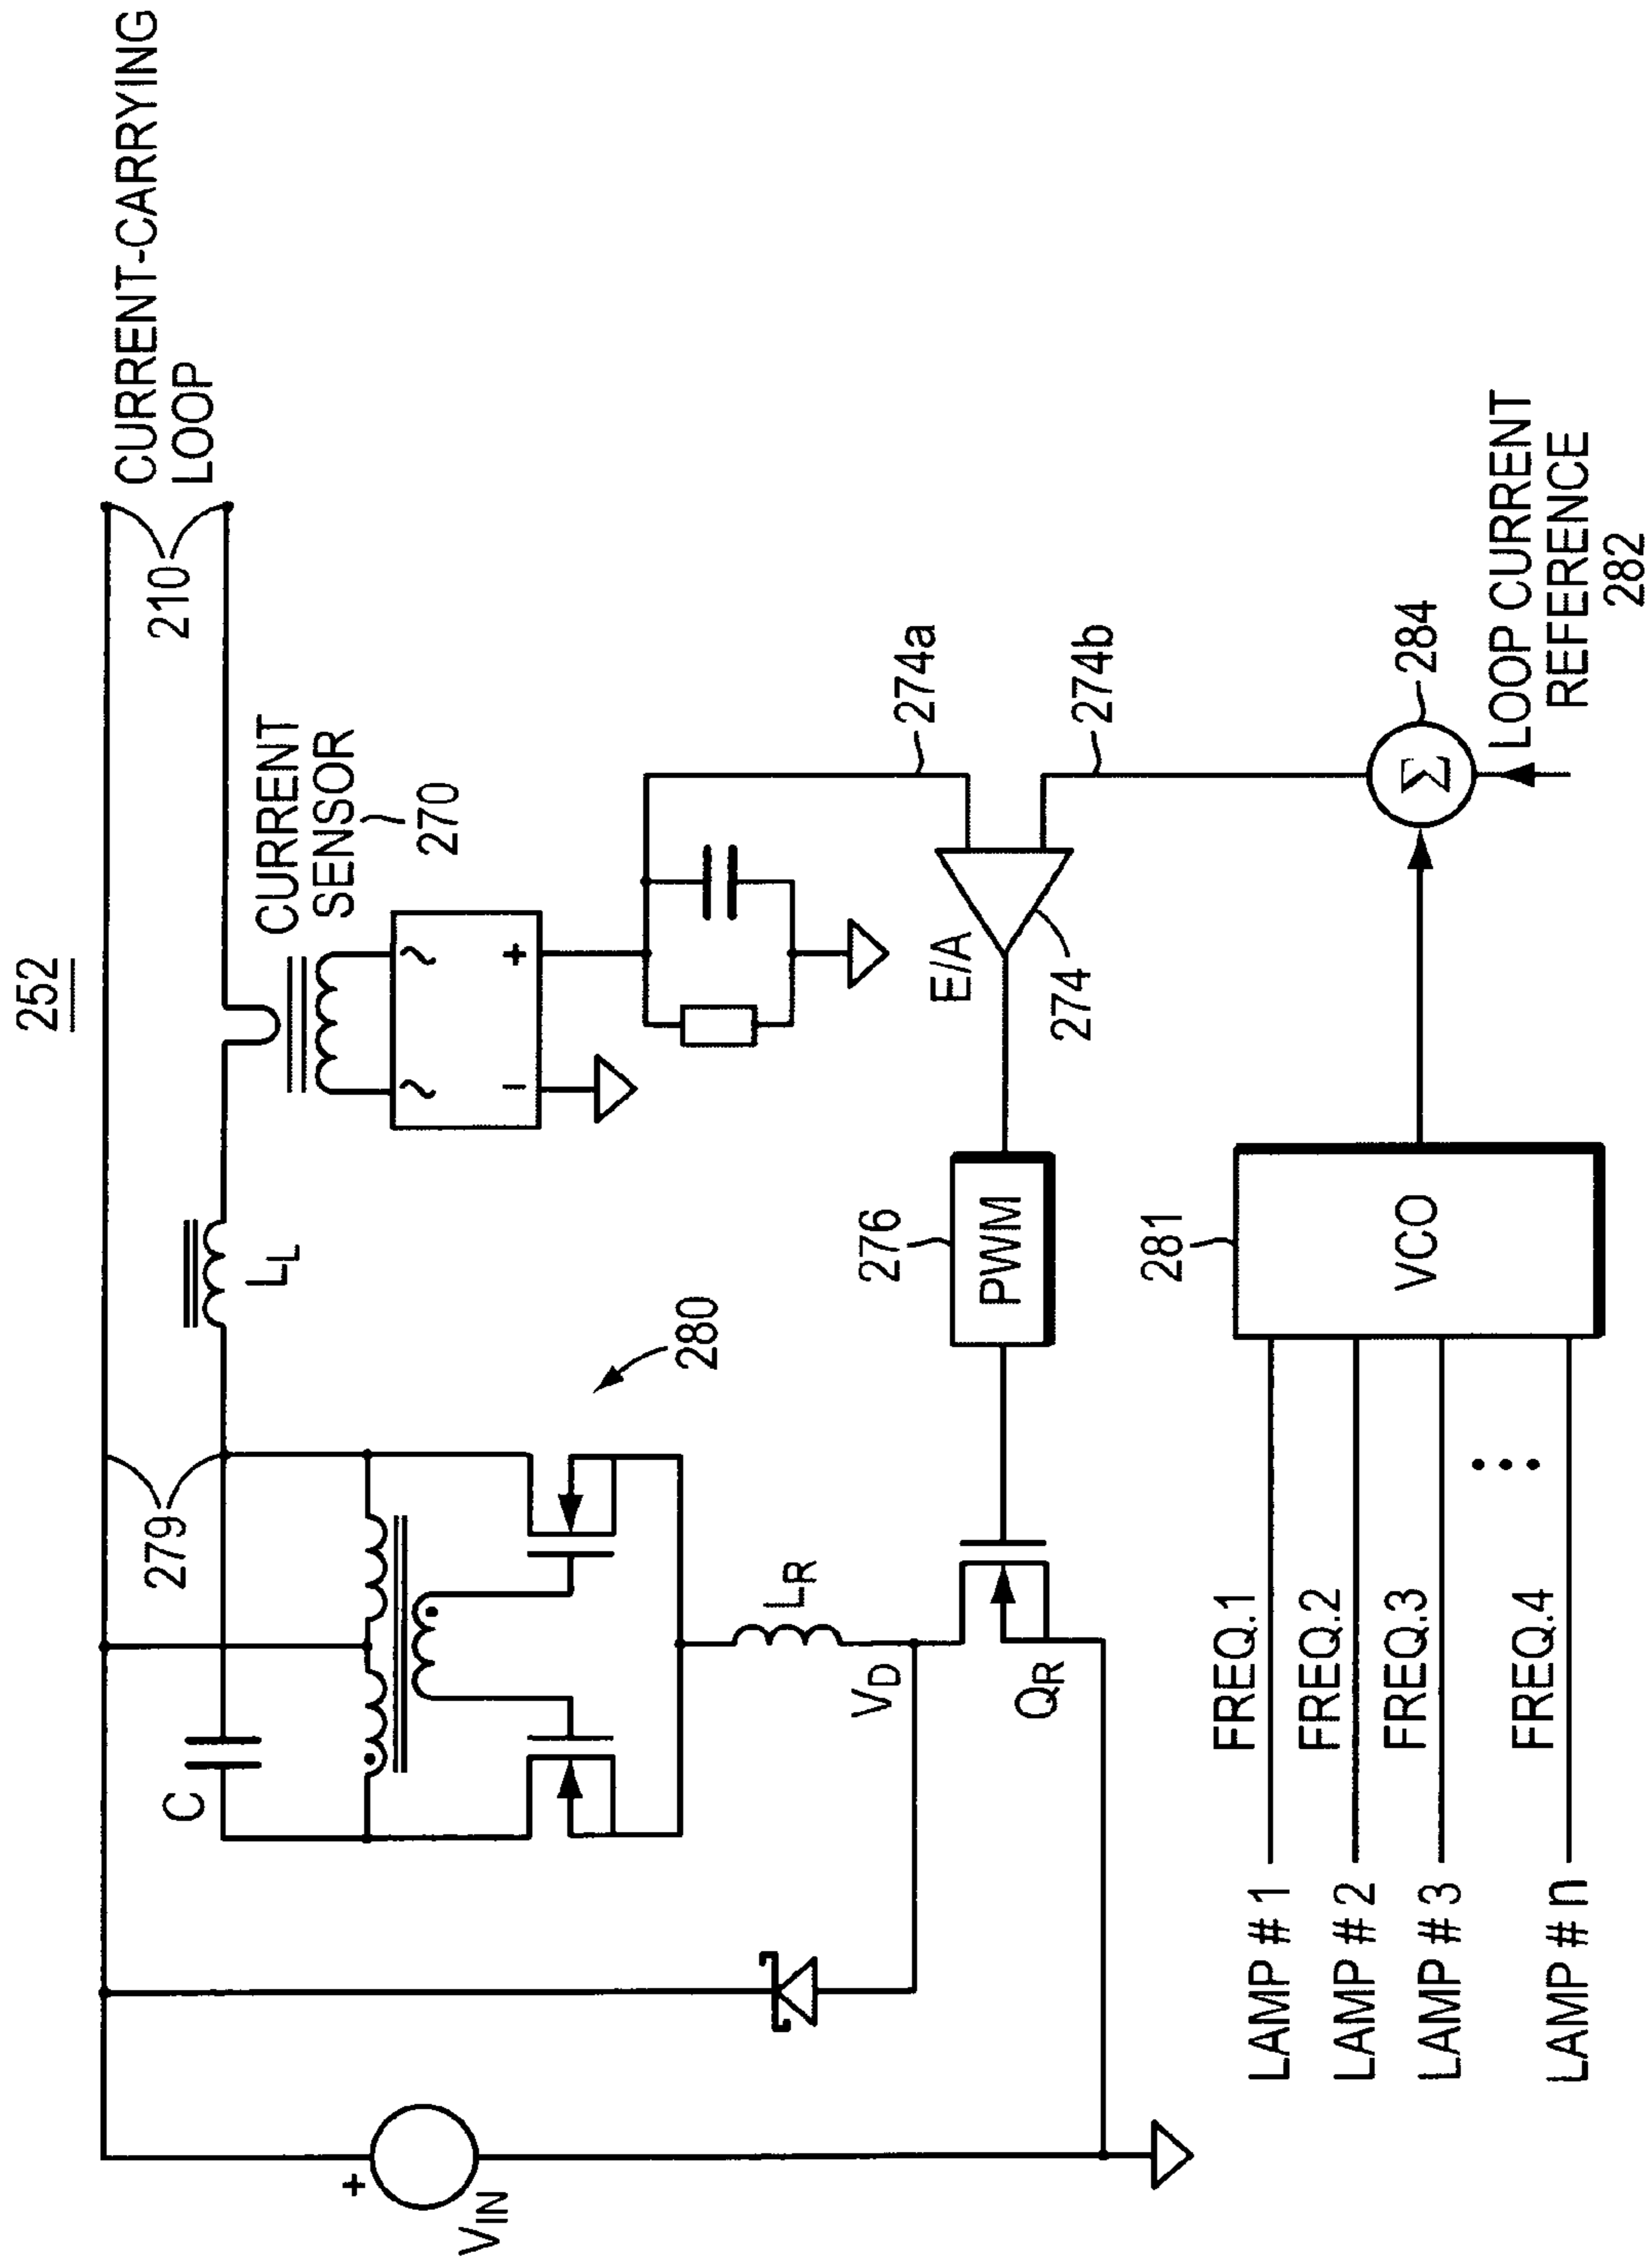 252
CURRENT-CARRYING
LOOP
210
279
C
LL
CURRENT
SENSOR
270
~
~
−
+
+
VIN
280
LR
VD
QR
276
PWM
E/A
274
274a
274b
281
VCO
284
Σ
LOOP CURRENT
REFERENCE
282
LAMP # 1 FREQ.1
LAMP # 2 FREQ.2
LAMP # 3 FREQ.3
LAMP # n FREQ.4